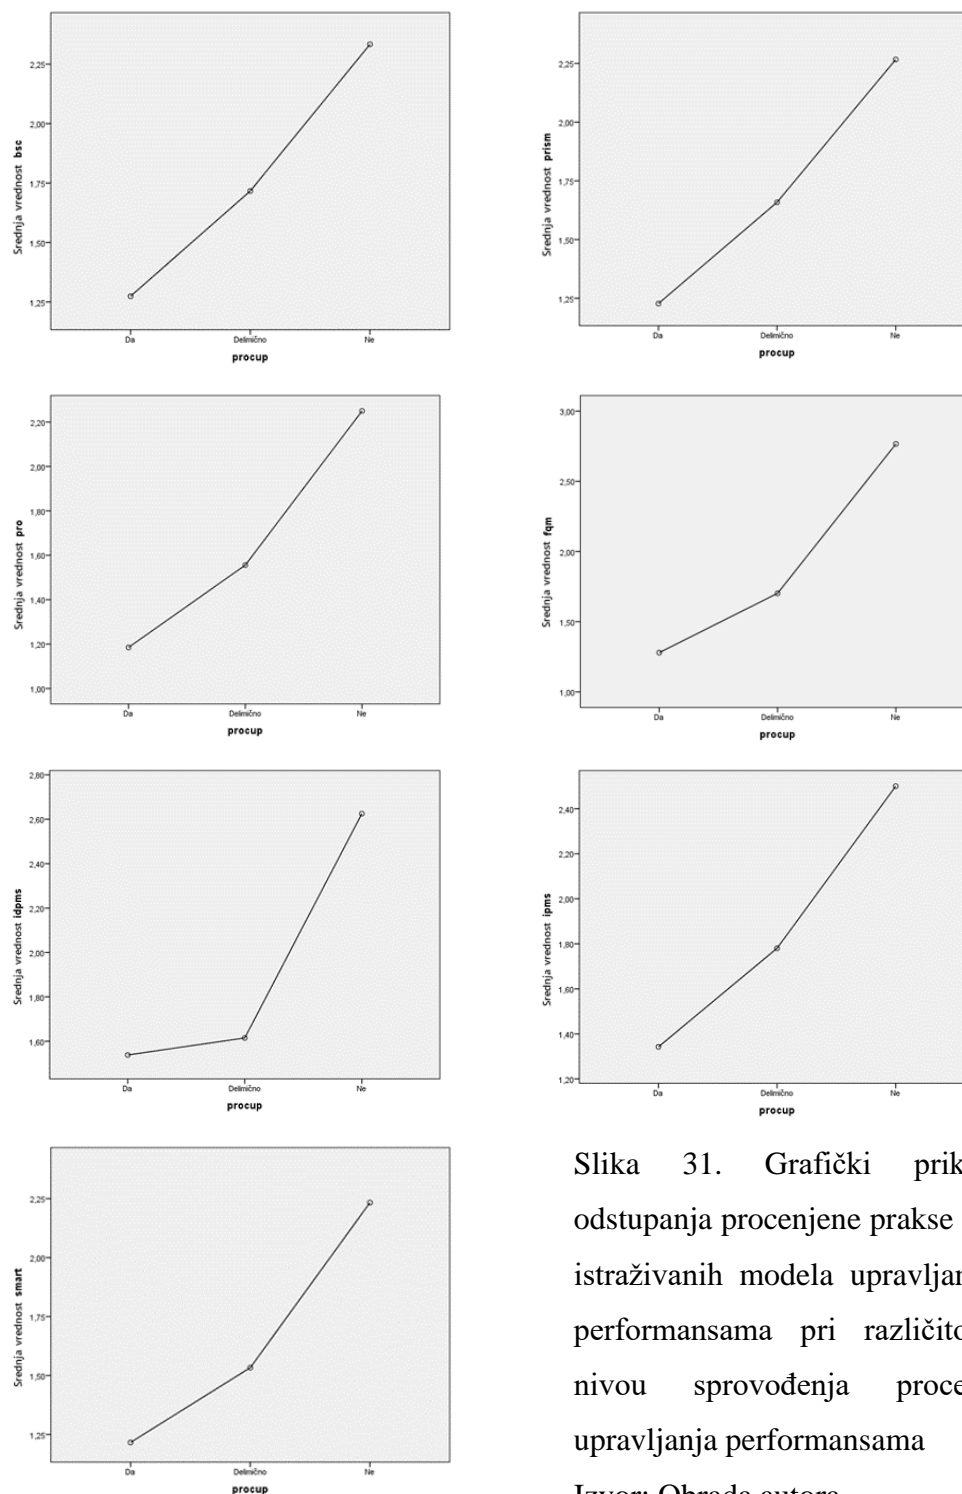 2,25
2,00
1,75
1,50
1,25
Srednja vrednost bsc
Da Delimično Ne
procup
2,25
2,00
1,75
1,50
1,25
Srednja vrednost prism
Da Delimično Ne
procup
2,20
2,00
1,80
1,60
1,40
1,20
1,00
Srednja vrednost pro
Da Delimično Ne
procup
3,00
2,50
2,00
1,50
1,00
Srednja vrednost fqm
Da Delimično Ne
procup
2,80
2,60
2,40
2,20
2,00
1,80
1,60
Srednja vrednost idpms
Da Delimično Ne
procup
2,40
2,20
2,00
1,80
1,60
1,40
1,20
Srednja vrednost ipms
Da Delimično Ne
procup
2,25
2,00
1,75
1,50
1,25
Srednja vrednost smart
Da Delimično Ne
procup
Slika 31. Grafički prik
odstupanja procenjene prakse
istraživanih modela upravljan
performansama pri različito
nivou sprovođenja proce
upravljanja performansama
Izvor: Obrada autora